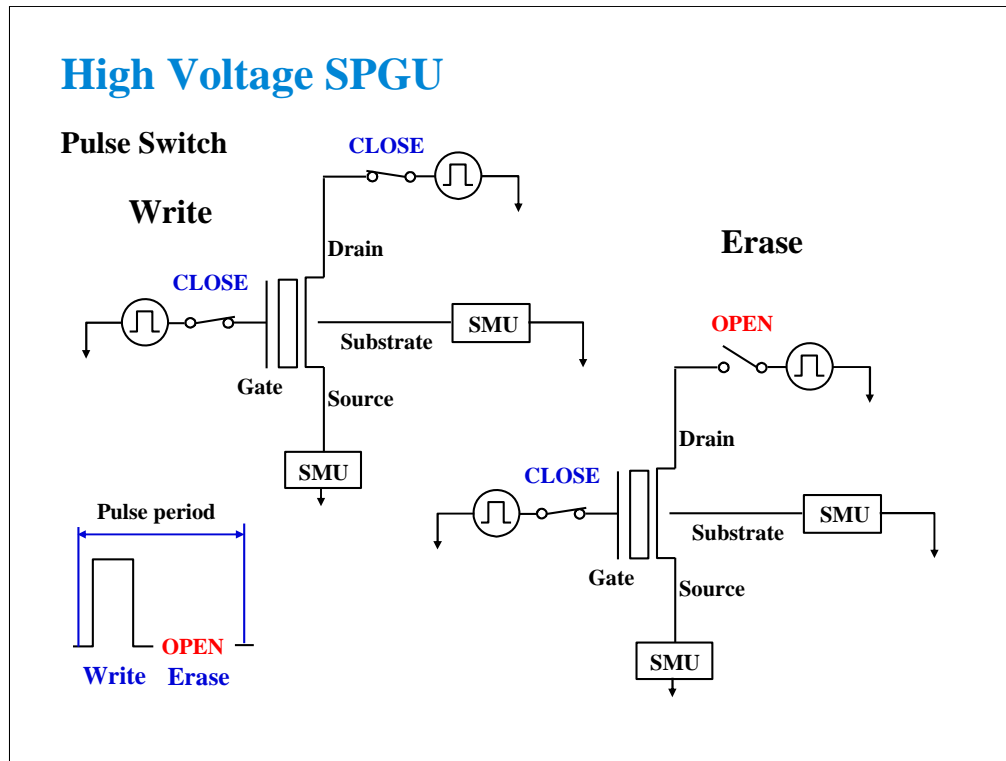 High Voltage SPGU
Pulse Switch
Write
CLOSE
Drain
CLOSE
SMU
Substrate
Gate
Source
SMU
Erase
OPEN
Drain
CLOSE
SMU
Substrate
Gate
Source
SMU
Pulse period
OPEN
Write Erase